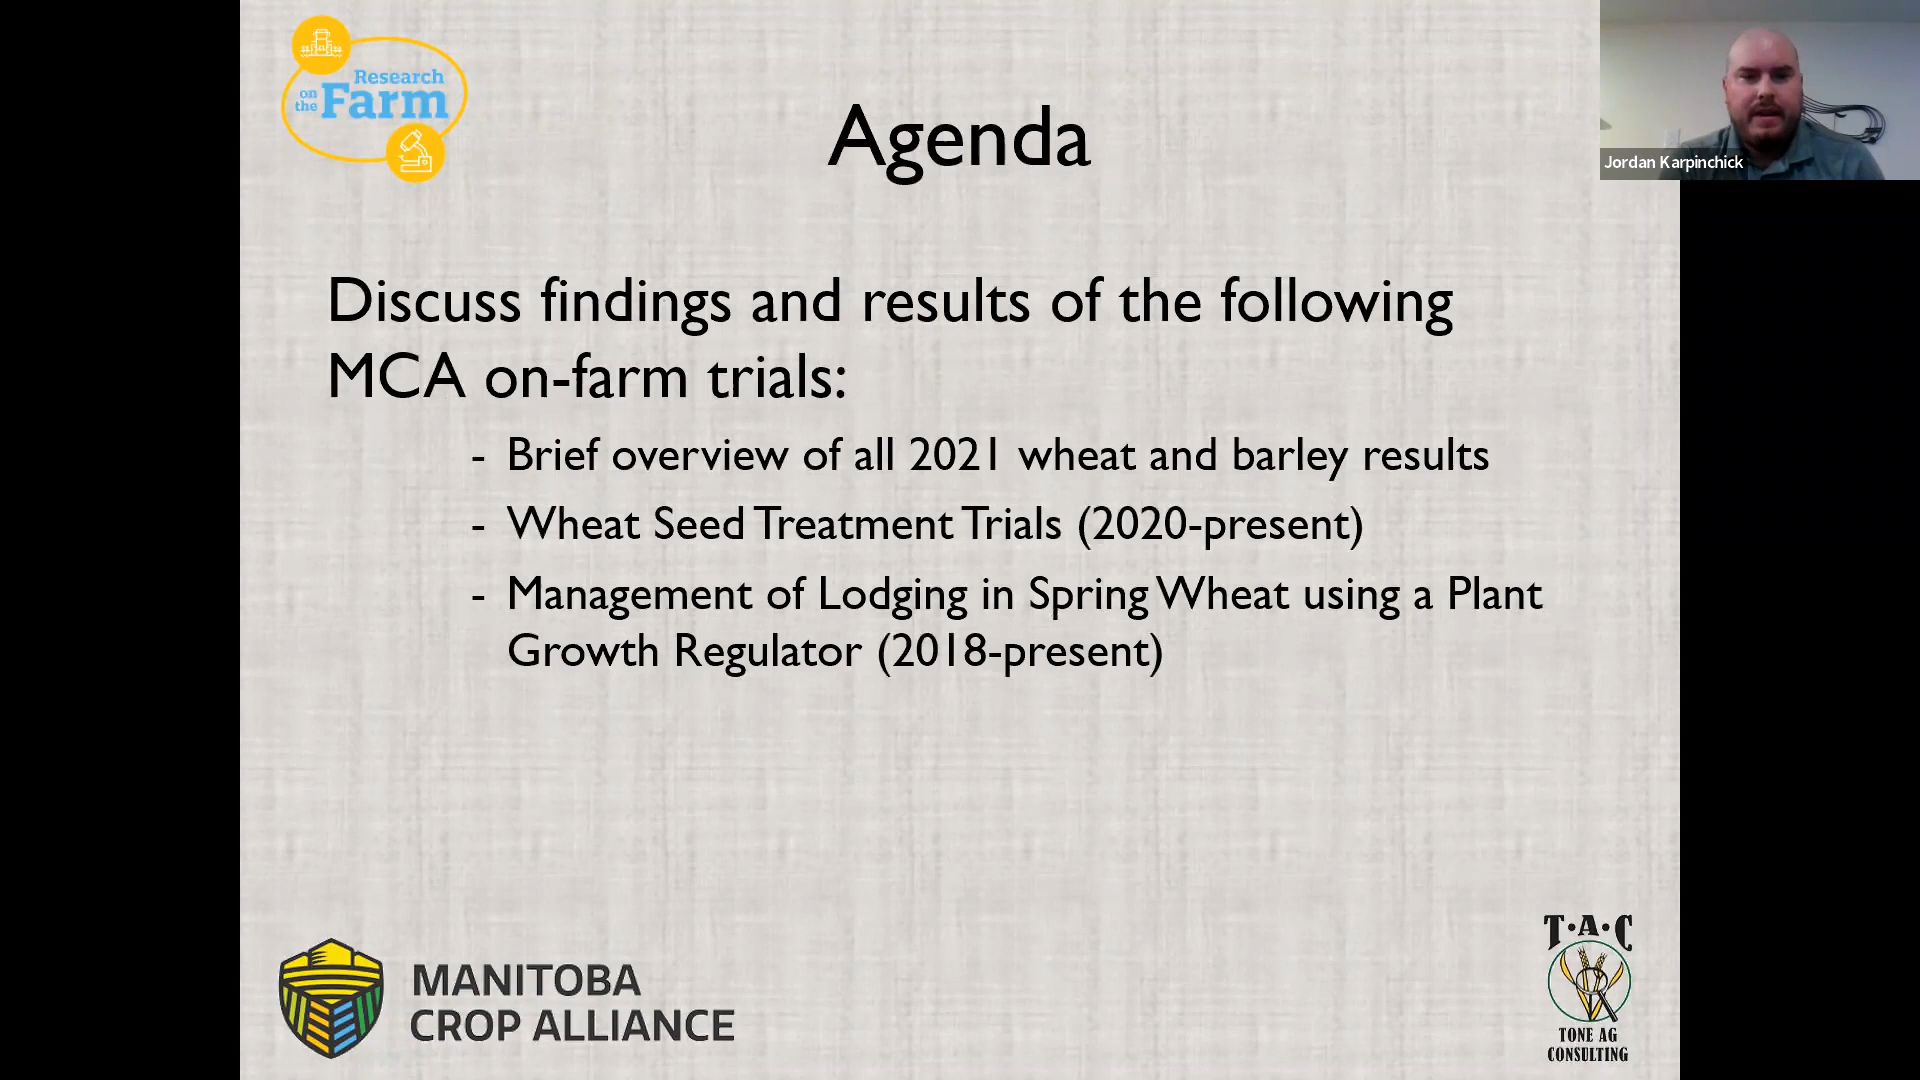 Research
on
the Farm
Agenda
Jordan Karpinchick
Discuss findings and results of the following
MCA on-farm trials:
- Brief overview of all 2021 wheat and barley results
- Wheat Seed Treatment Trials (2020-present)
- Management of Lodging in Spring Wheat using a Plant
Growth Regulator (2018-present)
MANITOBA
CROP ALLIANCE
T·A·C
TONE AG
CONSULTING